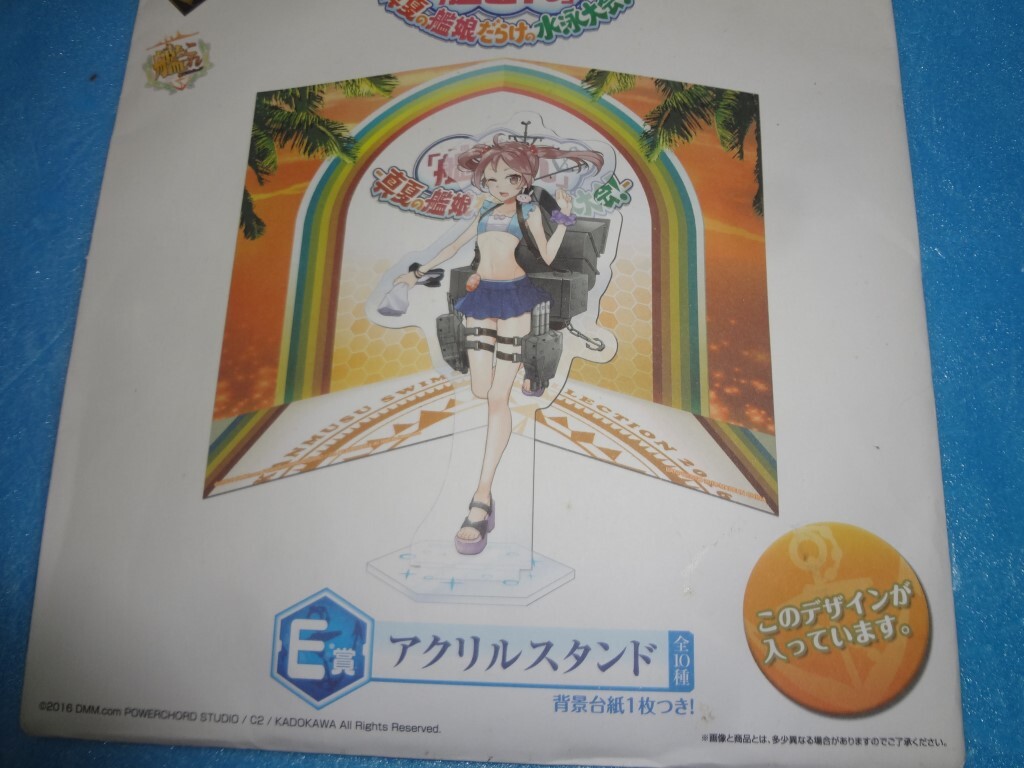 真夏の艦娘だらけの水泳大会
真夏の艦娘
E賞
アクリルスタンド
全10種
背景台紙1枚つき!
このデザインが
入っています。
©2016 DMM.com POWERCHORD STUDIO / C2 / KADOKAWA All Rights Reserved.
※画像と商品とは、多少異なる場合がありますのでご了承ください。